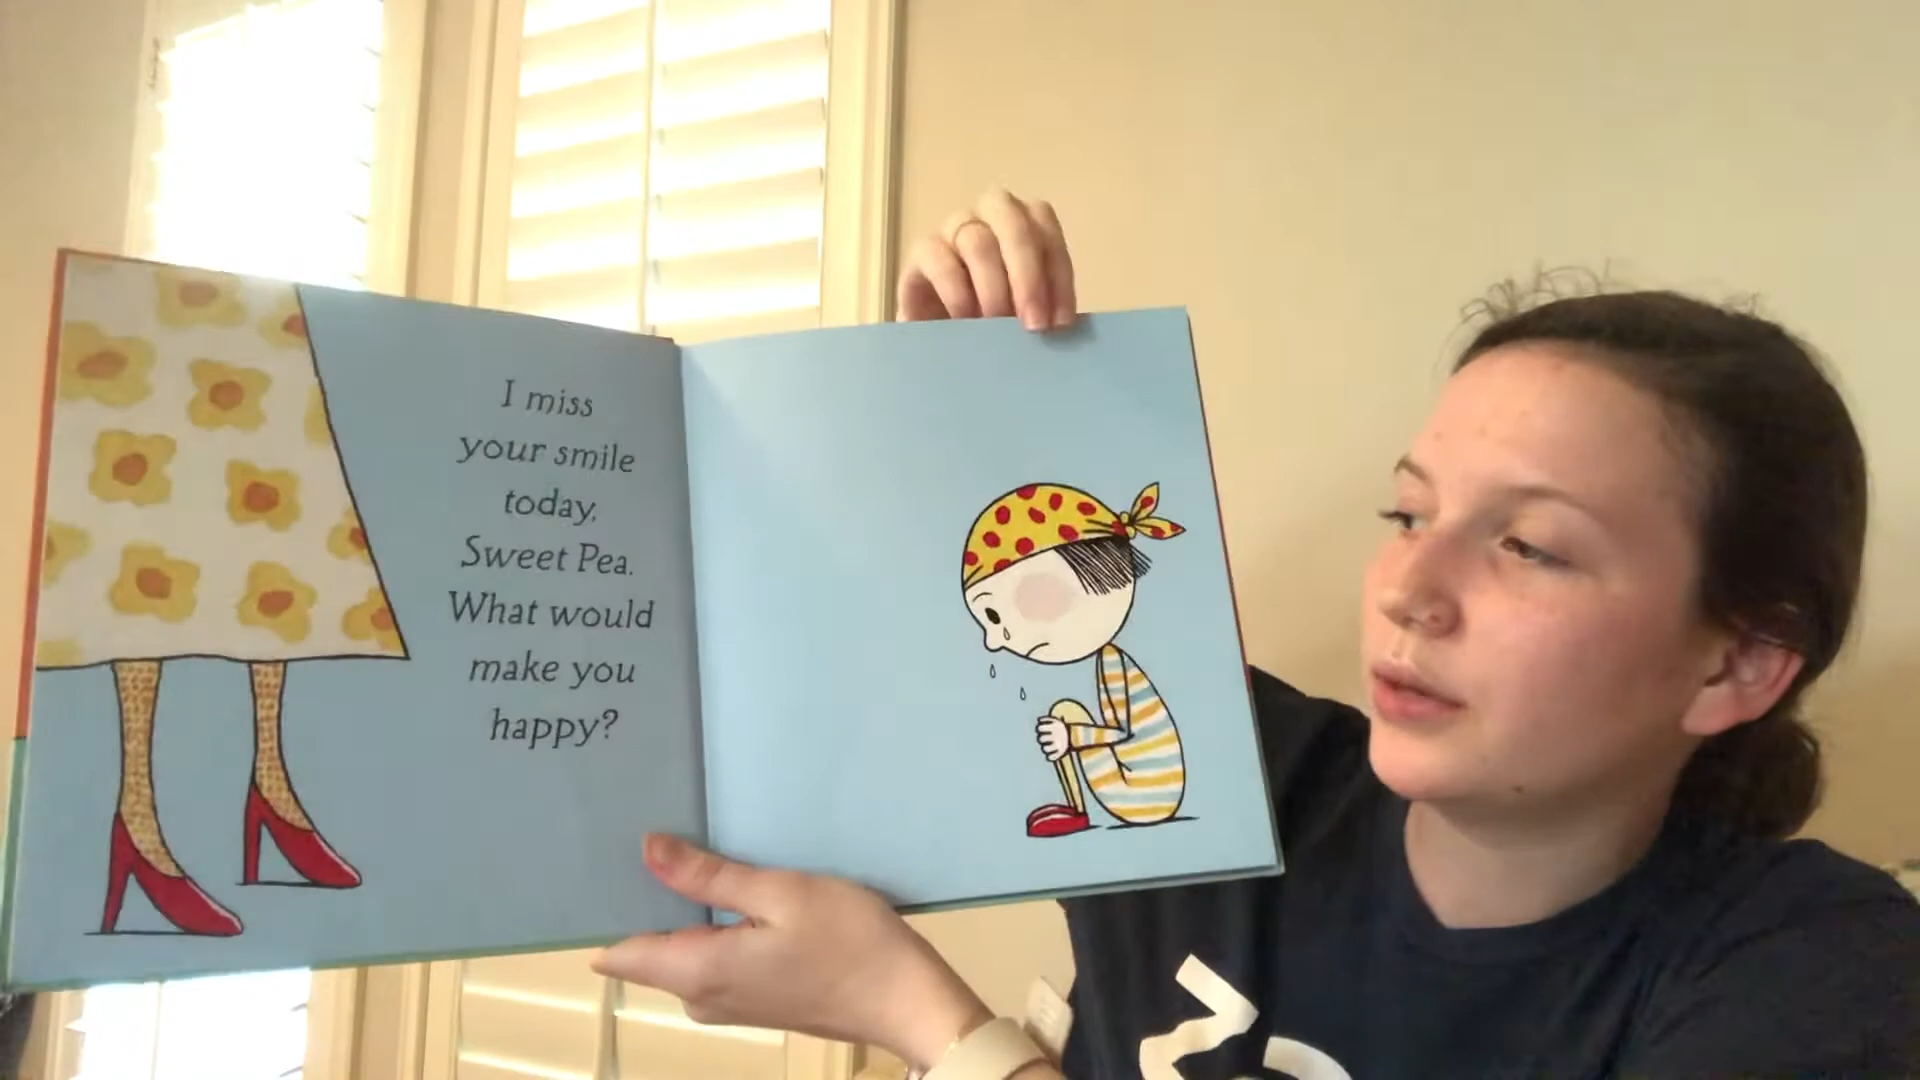 I miss
your smile
today,
Sweet Pea.
What would
make you
happy?